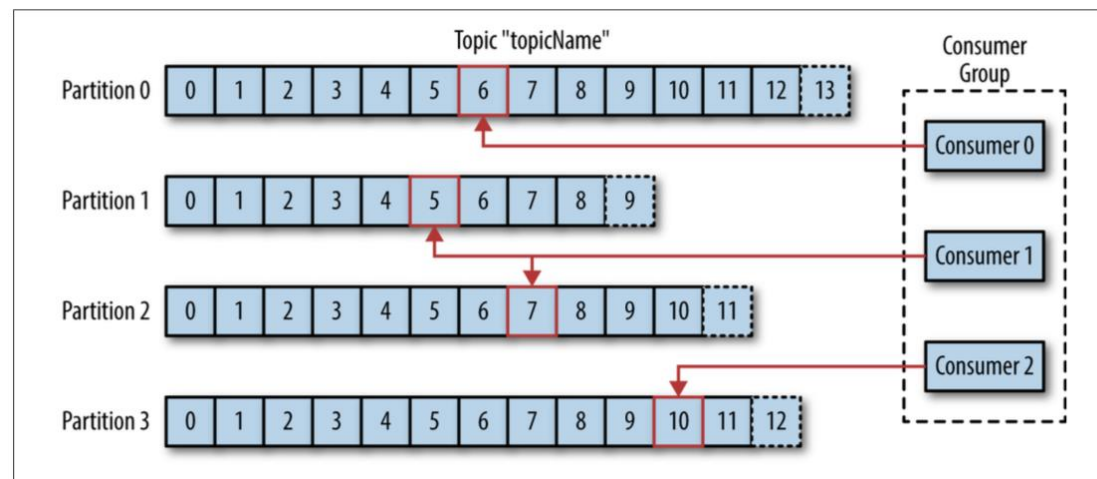 Topic "topicName"
Consumer
Group
Partition 0 0 1 2 3 4 5 6 7 8 9 10 11 12 13
Consumer 0
Partition 1 0 1 2 3 4 5 6 7 8 9
Consumer 1
Partition 2 0 1 2 3 4 5 6 7 8 9 10 11
Consumer 2
Partition 3 0 1 2 3 4 5 6 7 8 9 10 11 12